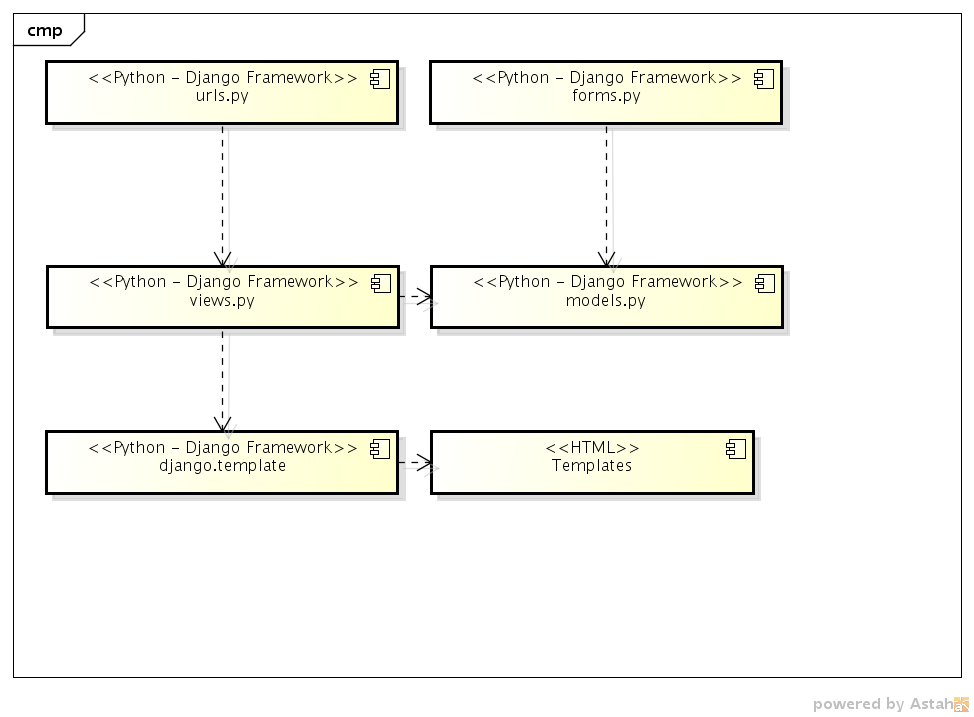 cmp
<<Python - Django Framework>>
urls.py
<<Python - Django Framework>>
forms.py
<<Python - Django Framework>>
views.py
<<Python - Django Framework>>
models.py
<<Python - Django Framework>>
django.template
<<HTML>>
Templates
powered by Astah